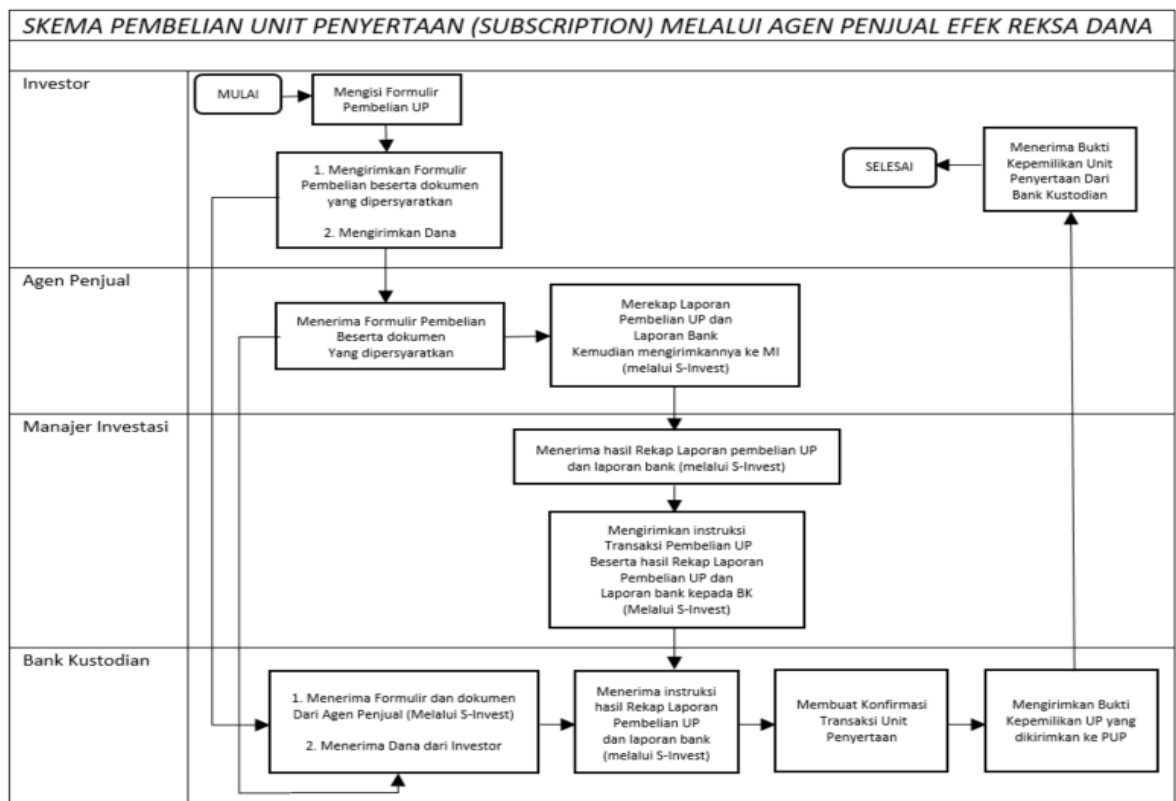 SKEMA PEMBELIAN UNIT PENYERTAAN (SUBSCRIPTION) MELALUI AGEN PENJUAL EFEK REKSA DANA
Investor
MULAI
Mengisi Formulir
Pembelian UP
1. Mengirimkan Formulir
Pembelian beserta dokumen
yang dipersyaratkan
2. Mengirimkan Dana
SELESAI
Menerima Bukti
Kepemilikan Unit
Penyertaan Dari
Bank Kustodian
Agen Penjual
Menerima Formulir Pembelian
Beserta dokumen
Yang dipersyaratkan
Merekap Laporan
Pembelian UP dan
Laporan Bank
Kemudian mengirimkannya ke MI
(melalui S-Invest)
Manajer Investasi
Menerima hasil Rekap Laporan pembelian UP
dan laporan bank (melalui S-Invest)
Mengirimkan instruksi
Transaksi Pembelian UP
Beserta hasil Rekap Laporan
Pembelian UP dan
Laporan bank kepada BK
(Melalui S-Invest)
Bank Kustodian
1. Menerima Formulir dan dokumen
Dari Agen Penjual (Melalui S-Invest)
2. Menerima Dana dari Investor
Menerima instruksi
hasil Rekap Laporan
Pembelian UP
dan laporan bank
(melalui S-Invest)
Membuat Konfirmasi
Transaksi Unit
Penyertaan
Mengirimkan Bukti
Kepemilikan UP yang
dikirimkan ke PUP